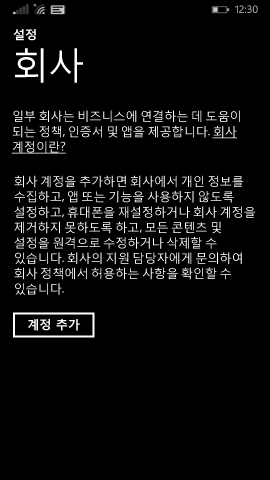 12:30
설정
회사
일부 회사는 비즈니스에 연결하는 데 도움이
되는 정책, 인증서 및 앱을 제공합니다. 회사
계정이란?
회사 계정을 추가하면 회사에서 개인 정보를
수집하고, 앱 또는 기능을 사용하지 않도록
설정하고, 휴대폰을 재설정하거나 회사 계정을
제거하지 못하도록 하고, 모든 콘텐츠 및
설정을 원격으로 수정하거나 삭제할 수
있습니다. 회사의 지원 담당자에게 문의하여
회사 정책에서 허용하는 사항을 확인할 수
있습니다.
계정 추가